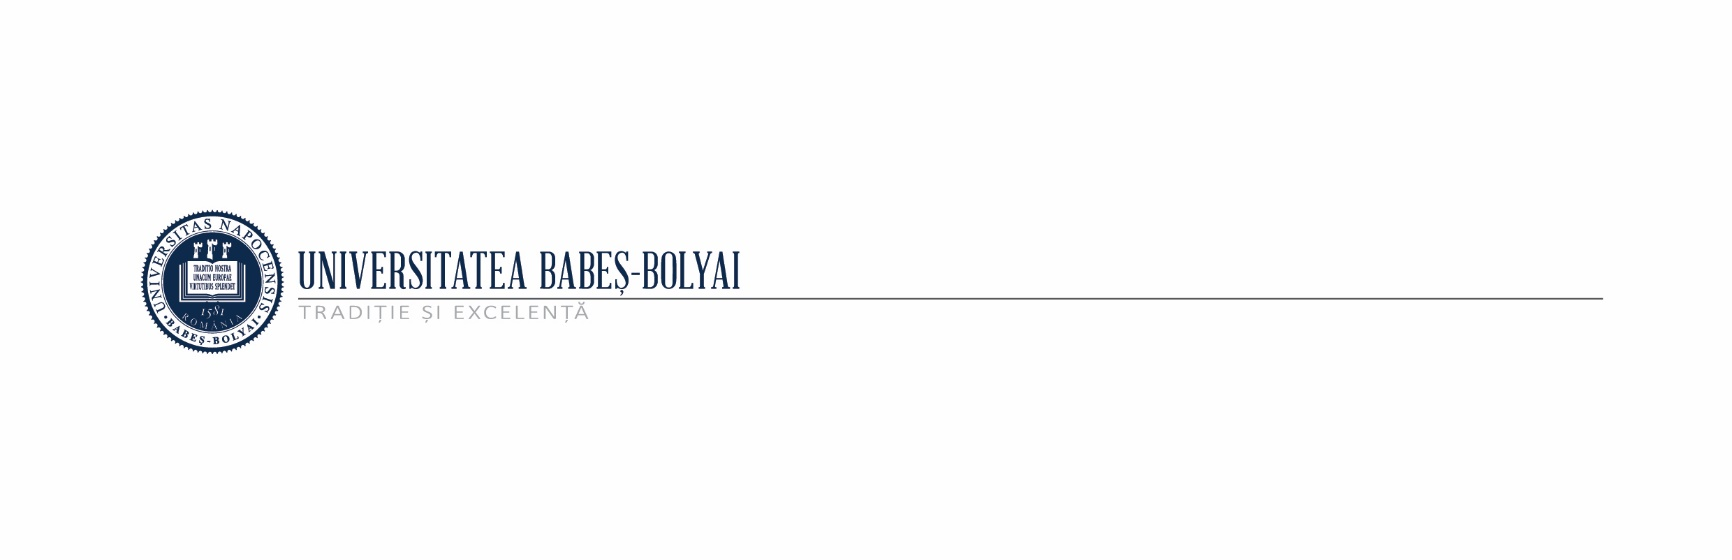 UNIVERSITAS NAPOCENSIS
TRADITIO NOSTRA
UNACUM EUROPAE
VIRTUTIBUS SPLENDET
1581
ROMÂNIA
·BABEȘ-BOLYAI·
UNIVERSITATEA BABEȘ-BOLYAI
TRADIȚIE ȘI EXCELENȚĂ